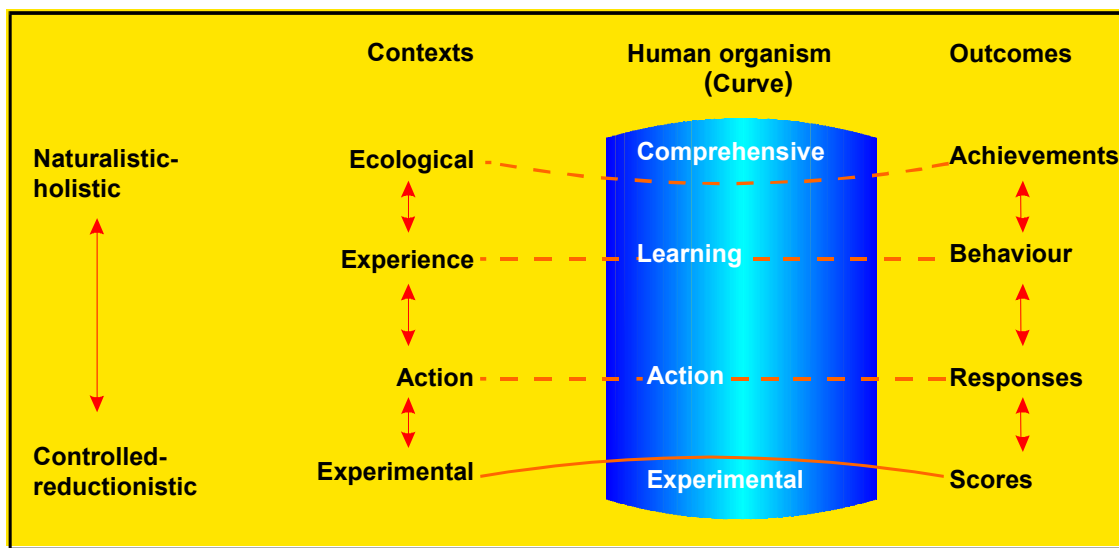 Contexts
Human organism
(Curve)
Outcomes
Naturalistic-
holistic
Ecological
Comprehensive
Achievements
Experience
Learning
Behaviour
Action
Action
Responses
Controlled-
reductionistic
Experimental
Experimental
Scores